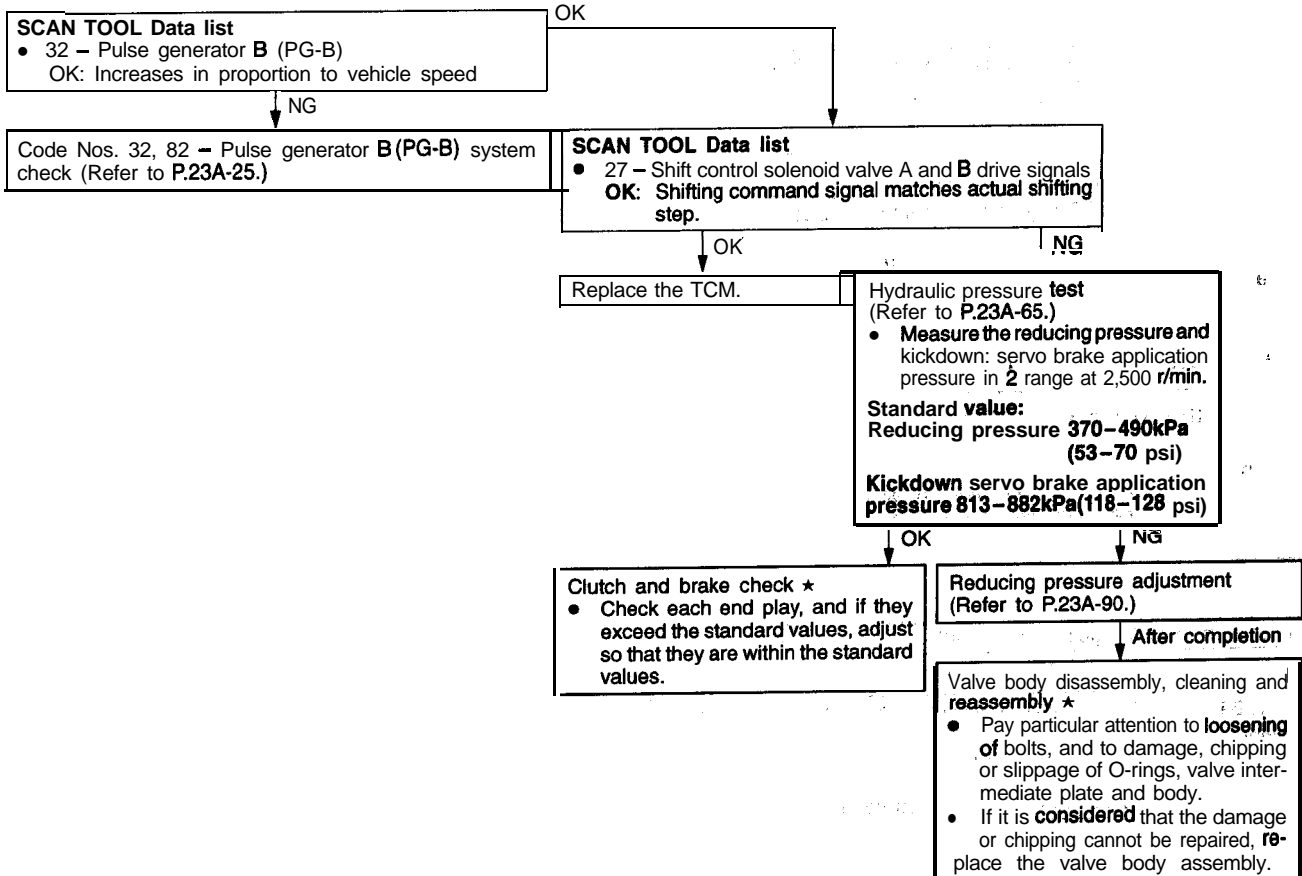 OK
SCAN TOOL Data list
• 32 – Pulse generator B (PG-B)
OK: Increases in proportion to vehicle speed
NG
Code Nos. 32, 82 – Pulse generator B (PG-B) system
check (Refer to P.23A-25.)
SCAN TOOL Data list
• 27 – Shift control solenoid valve A and B drive signals
OK: Shifting command signal matches actual shifting
step.
OK
NG
Replace the TCM.
Hydraulic pressure test
(Refer to P.23A-65.)
• Measure the reducing pressure and
kickdown: servo brake application
pressure in 2 range at 2,500 r/min.
Standard value:
Reducing pressure 370–490kPa
(53–70 psi)
Kickdown servo brake application
pressure 813–882kPa(118–128 psi)
OK
NG
Clutch and brake check ★
• Check each end play, and if they
exceed the standard values, adjust
so that they are within the standard
values.
Reducing pressure adjustment
(Refer to P.23A-90.)
After completion
Valve body disassembly, cleaning and
reassembly ★
• Pay particular attention to loosening
of bolts, and to damage, chipping
or slippage of O-rings, valve inter-
mediate plate and body.
• If it is considered that the damage
or chipping cannot be repaired, re-
place the valve body assembly.